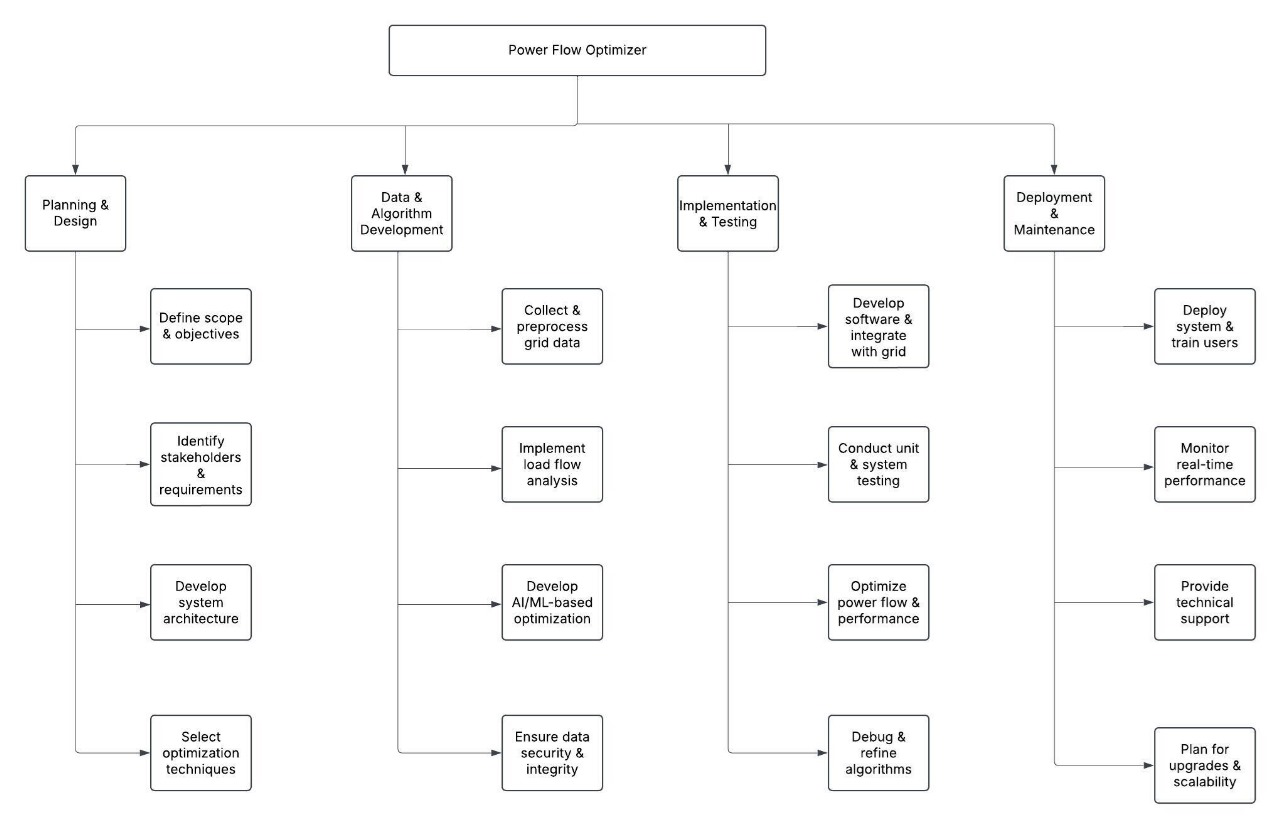 Power Flow Optimizer
Planning &
Design
Define scope
& objectives
Identify
stakeholders
&
requirements
Develop
system
architecture
Select
optimization
techniques
Data &
Algorithm
Development
Collect &
preprocess
grid data
Implement
load flow
analysis
Develop
AI/ML-based
optimization
Ensure data
security &
integrity
Implementation
& Testing
Develop
software &
integrate
with grid
Conduct unit
& system
testing
Optimize
power flow &
performance
Debug &
refine
algorithms
Deployment
&
Maintenance
Deploy
system &
train users
Monitor
real-time
performance
Provide
technical
support
Plan for
upgrades &
scalability